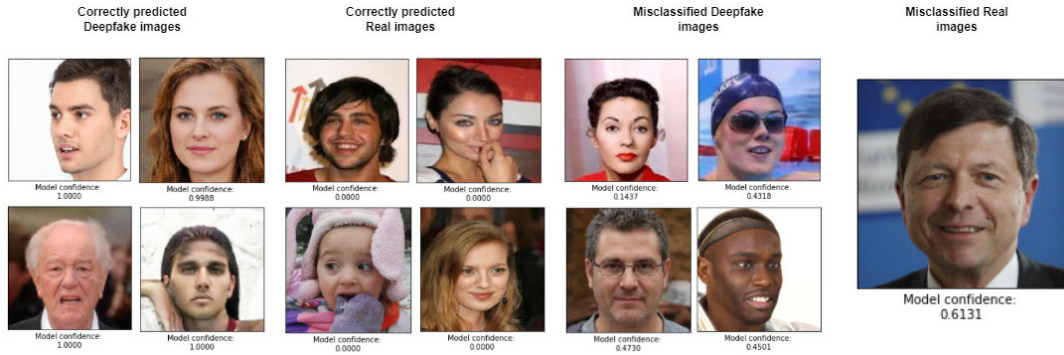 Correctly predicted
Deepfake images
Correctly predicted
Real images
Misclassified Deepfake
images
Misclassified Real
images
Model confidence:
1.0000
Model confidence:
0.9988
Model confidence:
0.0000
Model confidence:
0.0000
Model confidence:
0.1437
Model confidence:
0.4318
Model confidence:
1.0000
Model confidence:
1.0000
Model confidence:
0.0000
Model confidence:
0.0000
Model confidence:
0.4730
Model confidence:
0.4501
Model confidence:
0.6131